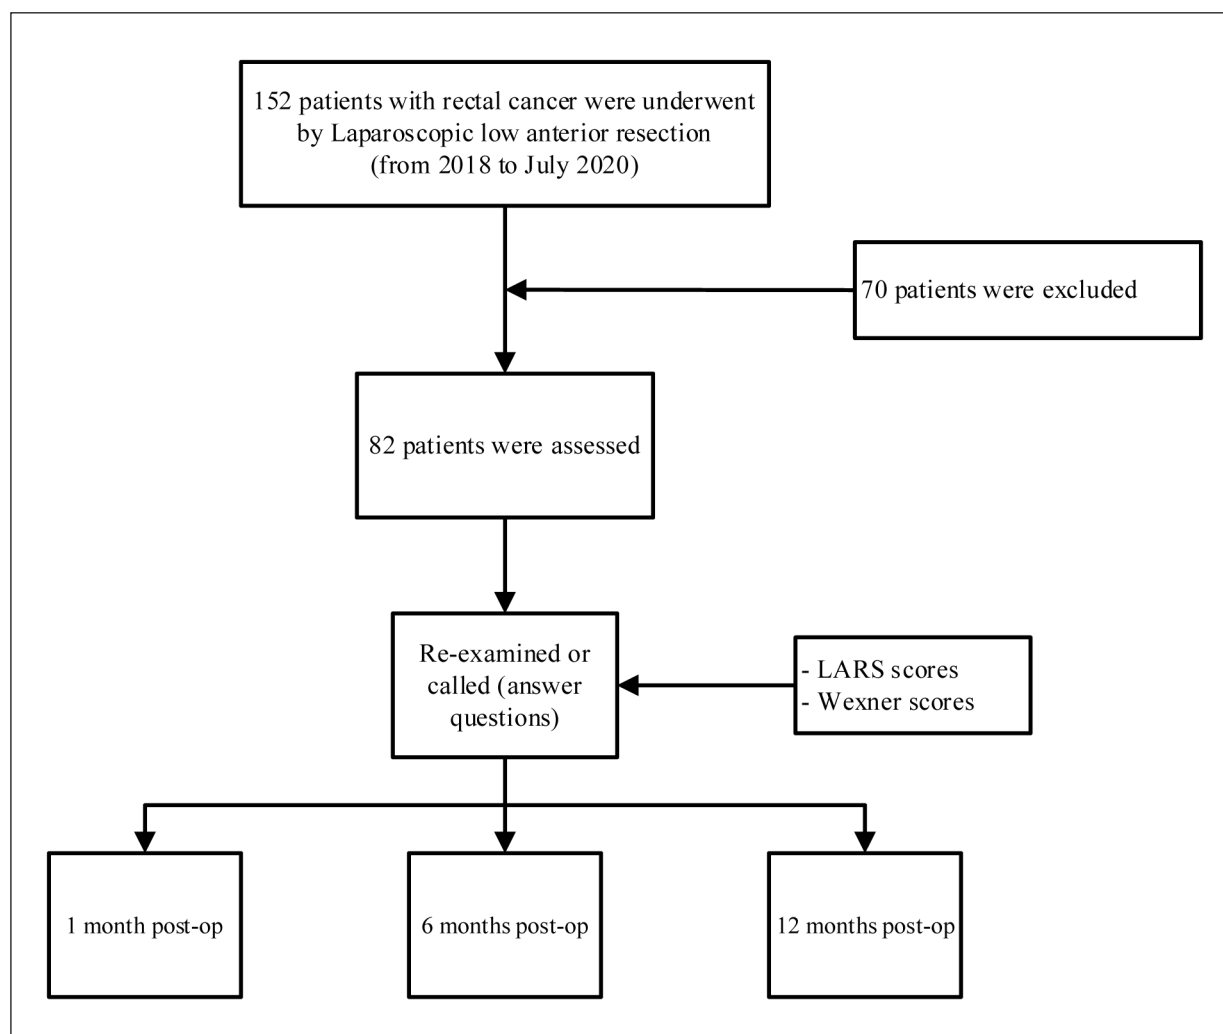 152 patients with rectal cancer were underwent
by Laparoscopic low anterior resection
(from 2018 to July 2020)
70 patients were excluded
82 patients were assessed
Re-examined or
called (answer
questions)
- LARS scores
- Wexner scores
1 month post-op
6 months post-op
12 months post-op